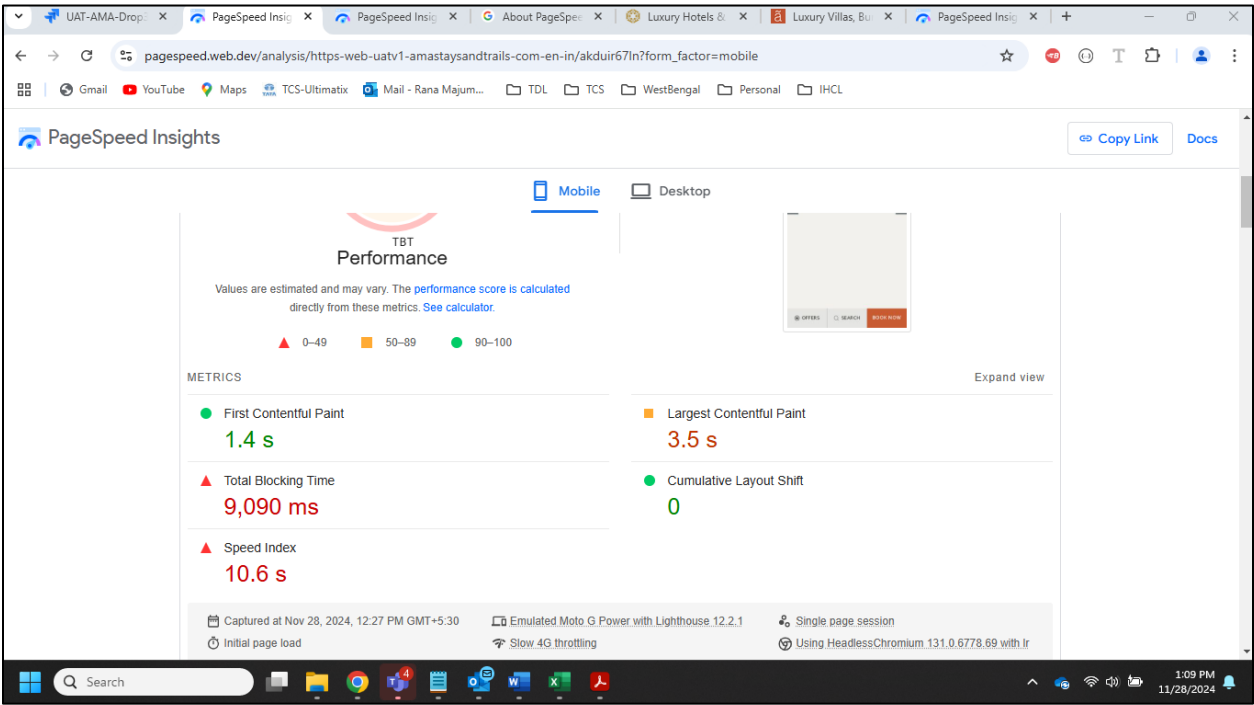 UAT-AMA-Drop
PageSpeed Insig
PageSpeed Insig
About PageSpee
Luxury Hotels &
Luxury Villas, Bu
PageSpeed Insig
pagespeed.web.dev/analysis/https-web-uatv1-amastaysandtrails-com-en-in/akduir67ln?form_factor=mobile
Gmail YouTube Maps TCS-Ultimatix Mail - Rana Majum... TDL TCS WestBengal Personal IHCL
PageSpeed Insights
Copy Link Docs
Mobile Desktop
TBT
Performance
Values are estimated and may vary. The performance score is calculated
directly from these metrics. See calculator.
0–49 50–89 90–100
OFFERS SEARCH BOOK NOW
METRICS Expand view
First Contentful Paint
1.4 s
Largest Contentful Paint
3.5 s
Total Blocking Time
9,090 ms
Cumulative Layout Shift
0
Speed Index
10.6 s
Captured at Nov 28, 2024, 12:27 PM GMT+5:30 Emulated Moto G Power with Lighthouse 12.2.1 Single page session
Initial page load Slow 4G throttling Using HeadlessChromium 131.0.6778.69 with lr
Search
4
1:09 PM
11/28/2024